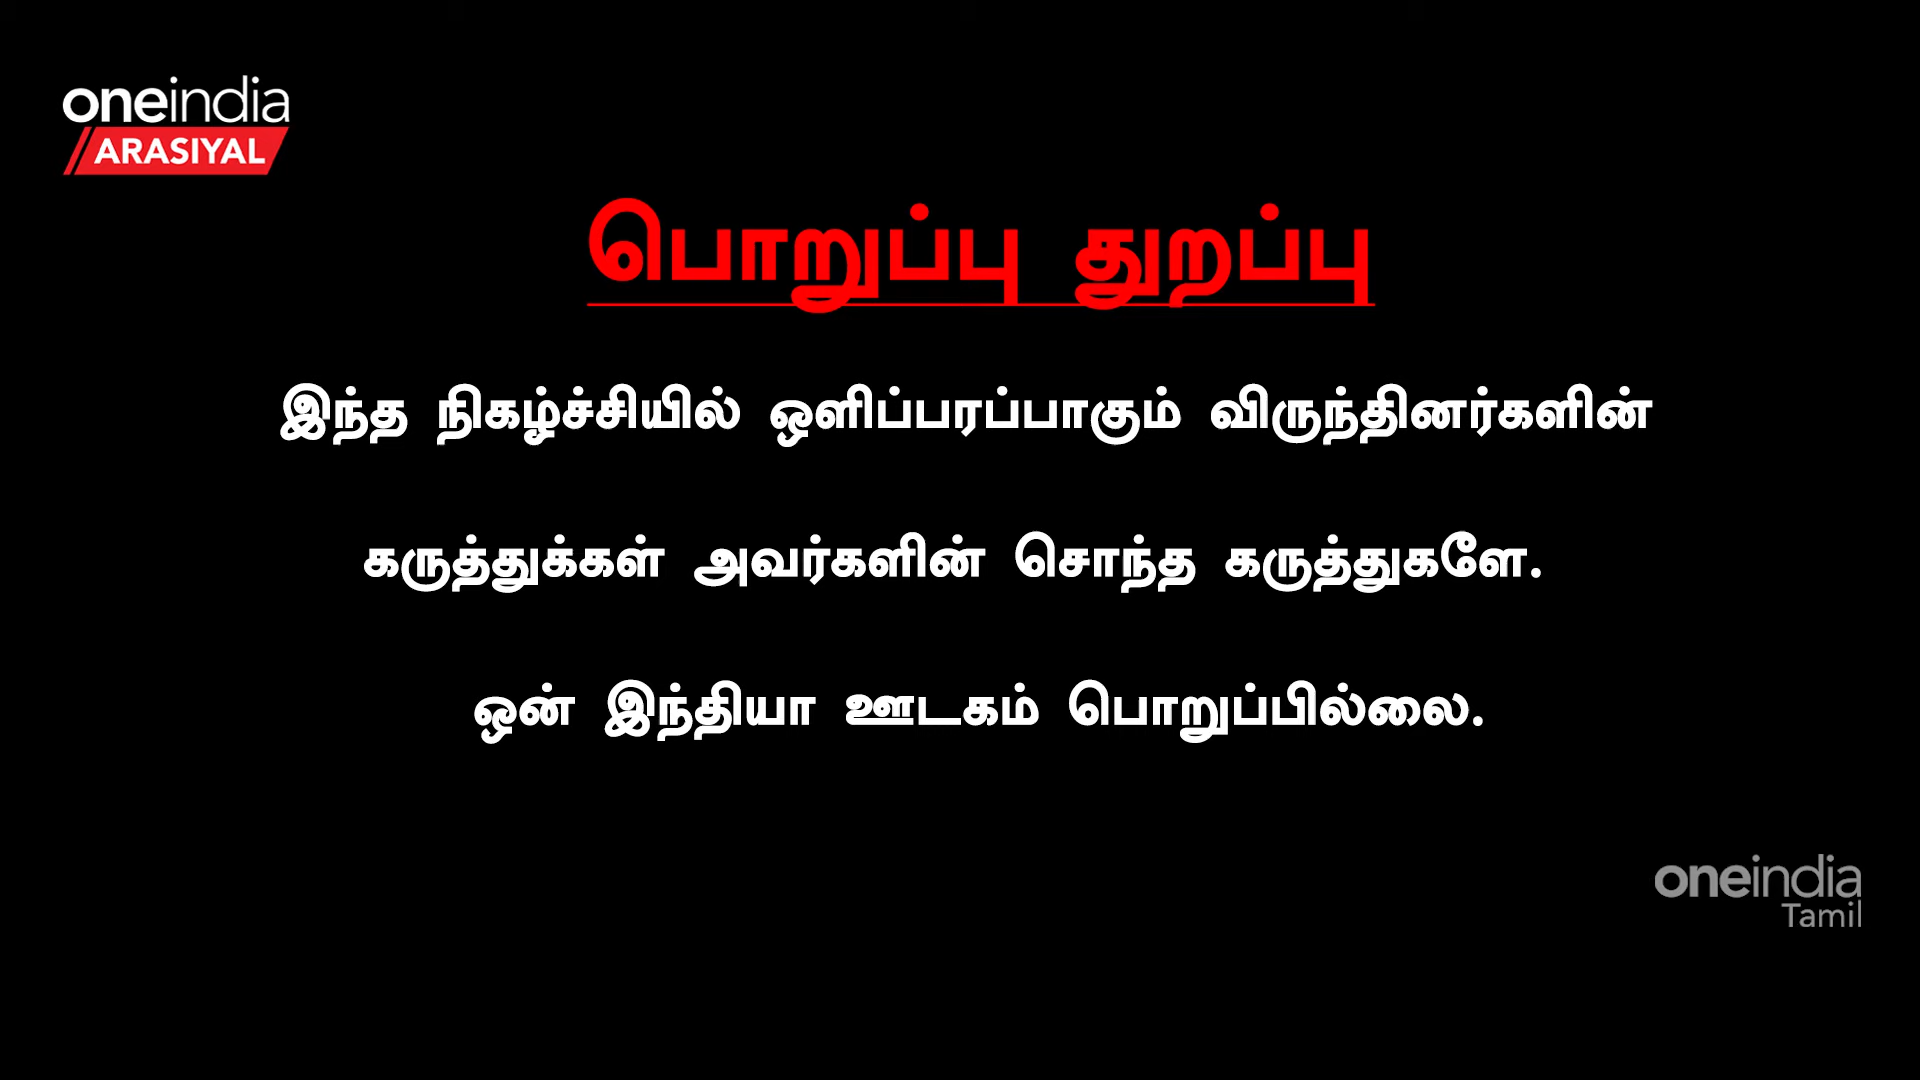 oneindia
ARASIYAL
பொறுப்பு துறப்பு
இந்த நிகழ்ச்சியில் ஒளிப்பரப்பாகும் விருந்தினர்களின்
கருத்துக்கள் அவர்களின் சொந்த கருத்துகளே.
ஒன் இந்தியா ஊடகம் பொறுப்பில்லை.
oneindia
Tamil